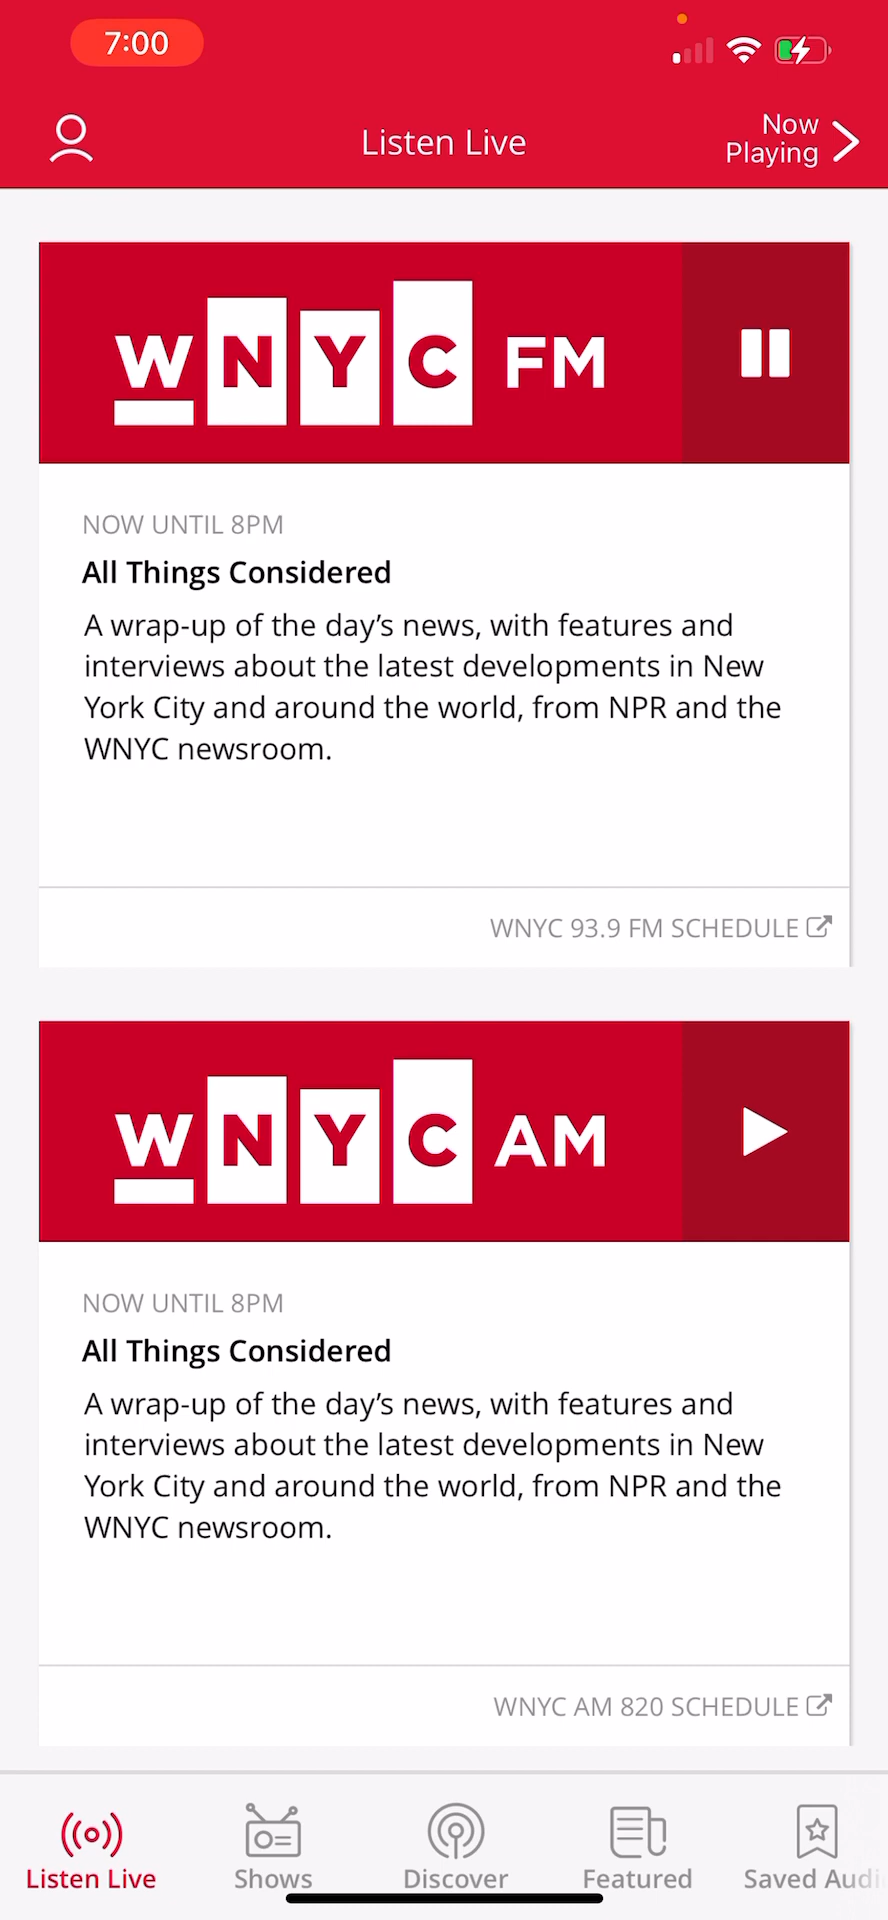 7:00
Listen Live
Now
Playing
WNYC FM
NOW UNTIL 8PM
All Things Considered
A wrap-up of the day’s news, with features and
interviews about the latest developments in New
York City and around the world, from NPR and the
WNYC newsroom.
WNYC 93.9 FM SCHEDULE
WNYC AM
NOW UNTIL 8PM
All Things Considered
A wrap-up of the day’s news, with features and
interviews about the latest developments in New
York City and around the world, from NPR and the
WNYC newsroom.
WNYC AM 820 SCHEDULE
Listen Live
Shows
Discover
Featured
Saved Audi